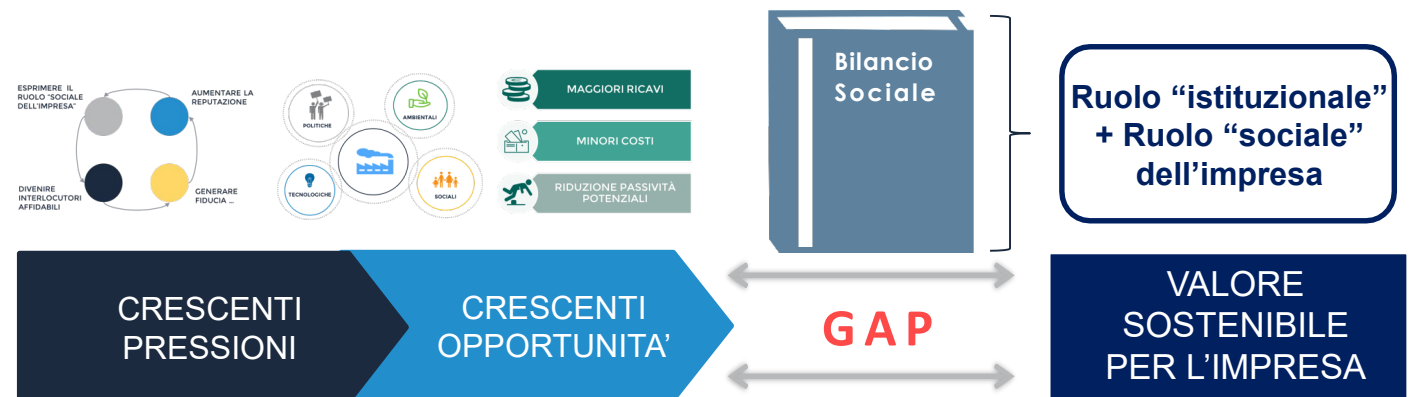 ESPRIMERE IL
RUOLO "SOCIALE
DELL'IMPRESA"
AUMENTARE LA
REPUTAZIONE
DIVENIRE
INTERLOCUTORI
AFFIDABILI
GENERARE
FIDUCIA ...
POLITICHE
AMBIENTALI
TECNOLOGICHE
SOCIALI
MAGGIORI RICAVI
MINORI COSTI
RIDUZIONE PASSIVITÀ
POTENZIALI
Bilancio
Sociale
Ruolo “istituzionale”
+ Ruolo “sociale”
dell’impresa
CRESCENTI
PRESSIONI
CRESCENTI
OPPORTUNITA’
GAP
VALORE
SOSTENIBILE
PER L’IMPRESA